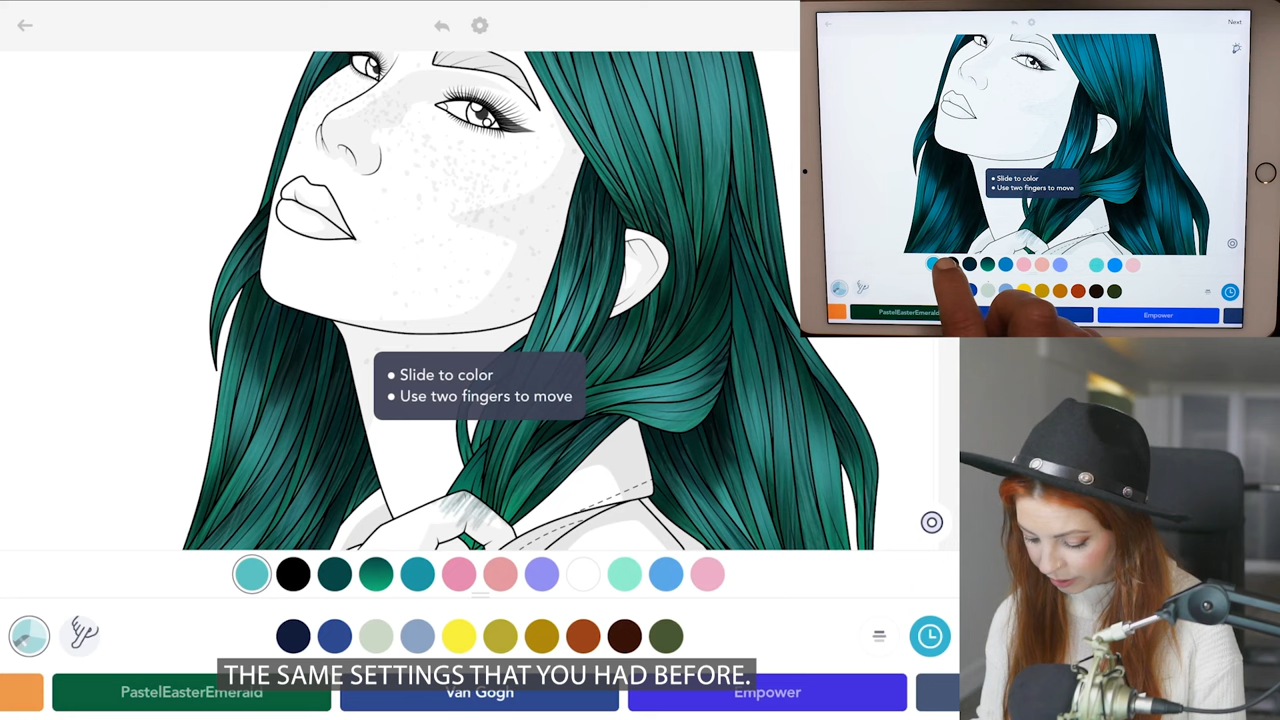 Next
• Slide to color
• Use two fingers to move
• Slide to color
• Use two fingers to move
PastelEasterEmerald
Empower
THE SAME SETTINGS THAT YOU HAD BEFORE.
PastelEasterEmerald
Van Gogh
Empower